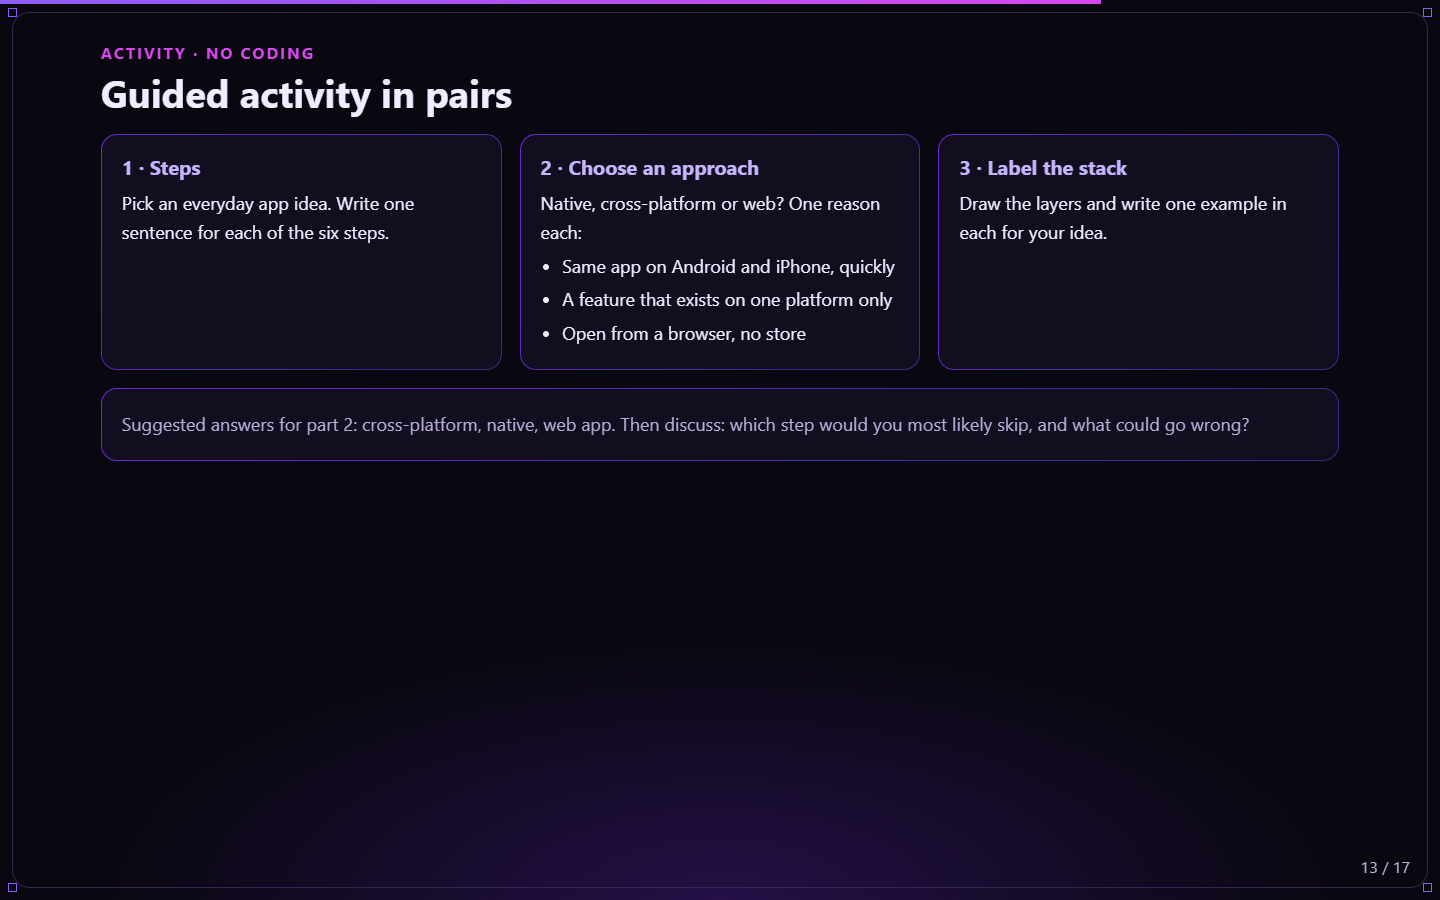 ACTIVITY · NO CODING
Guided activity in pairs
1 · Steps
Pick an everyday app idea. Write one
sentence for each of the six steps.
2 · Choose an approach
Native, cross-platform or web? One reason
each:
• Same app on Android and iPhone, quickly
• A feature that exists on one platform only
• Open from a browser, no store
3 · Label the stack
Draw the layers and write one example in
each for your idea.
Suggested answers for part 2: cross-platform, native, web app. Then discuss: which step would you most likely skip, and what could go wrong?
13 / 17